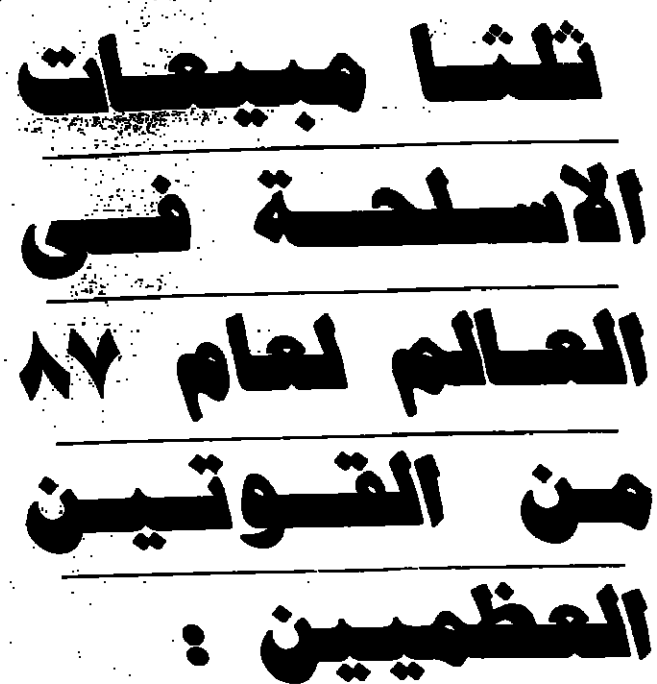 ثلثا مبيعات
الاسلحة فى
العالم لعام ٨٧
من القوتين
العظميين :